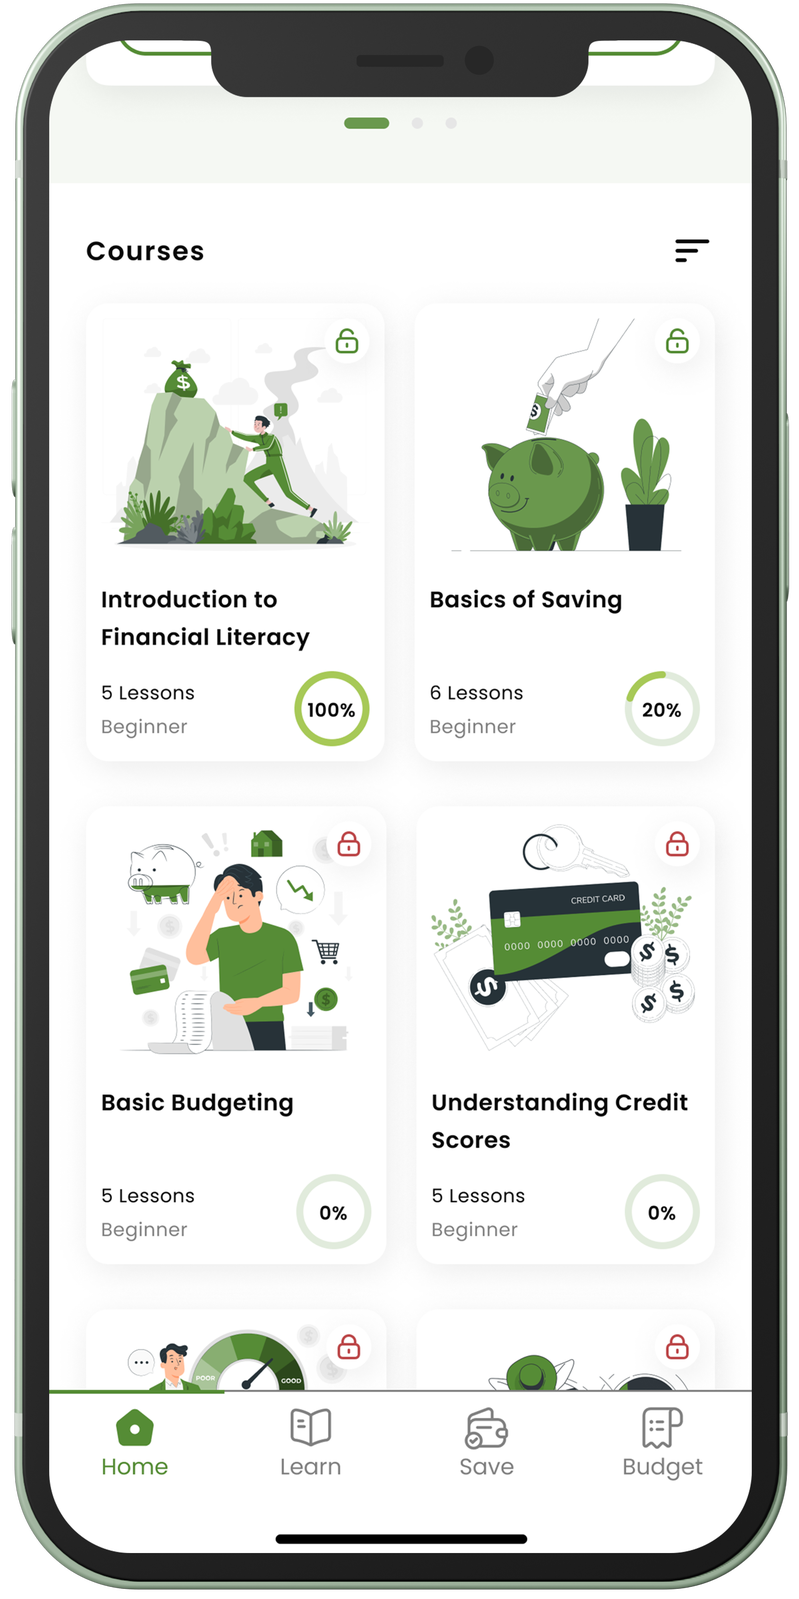 Courses
$
!
Introduction to
Financial Literacy
5 Lessons
Beginner
100%
$
Basics of Saving
6 Lessons
Beginner
20%
$
Basic Budgeting
5 Lessons
Beginner
0%
CREDIT CARD
0000 0000 0000 0000
$
$
$
$
$
Understanding Credit
Scores
5 Lessons
Beginner
0%
POOR
GOOD
Home
Learn
Save
Budget